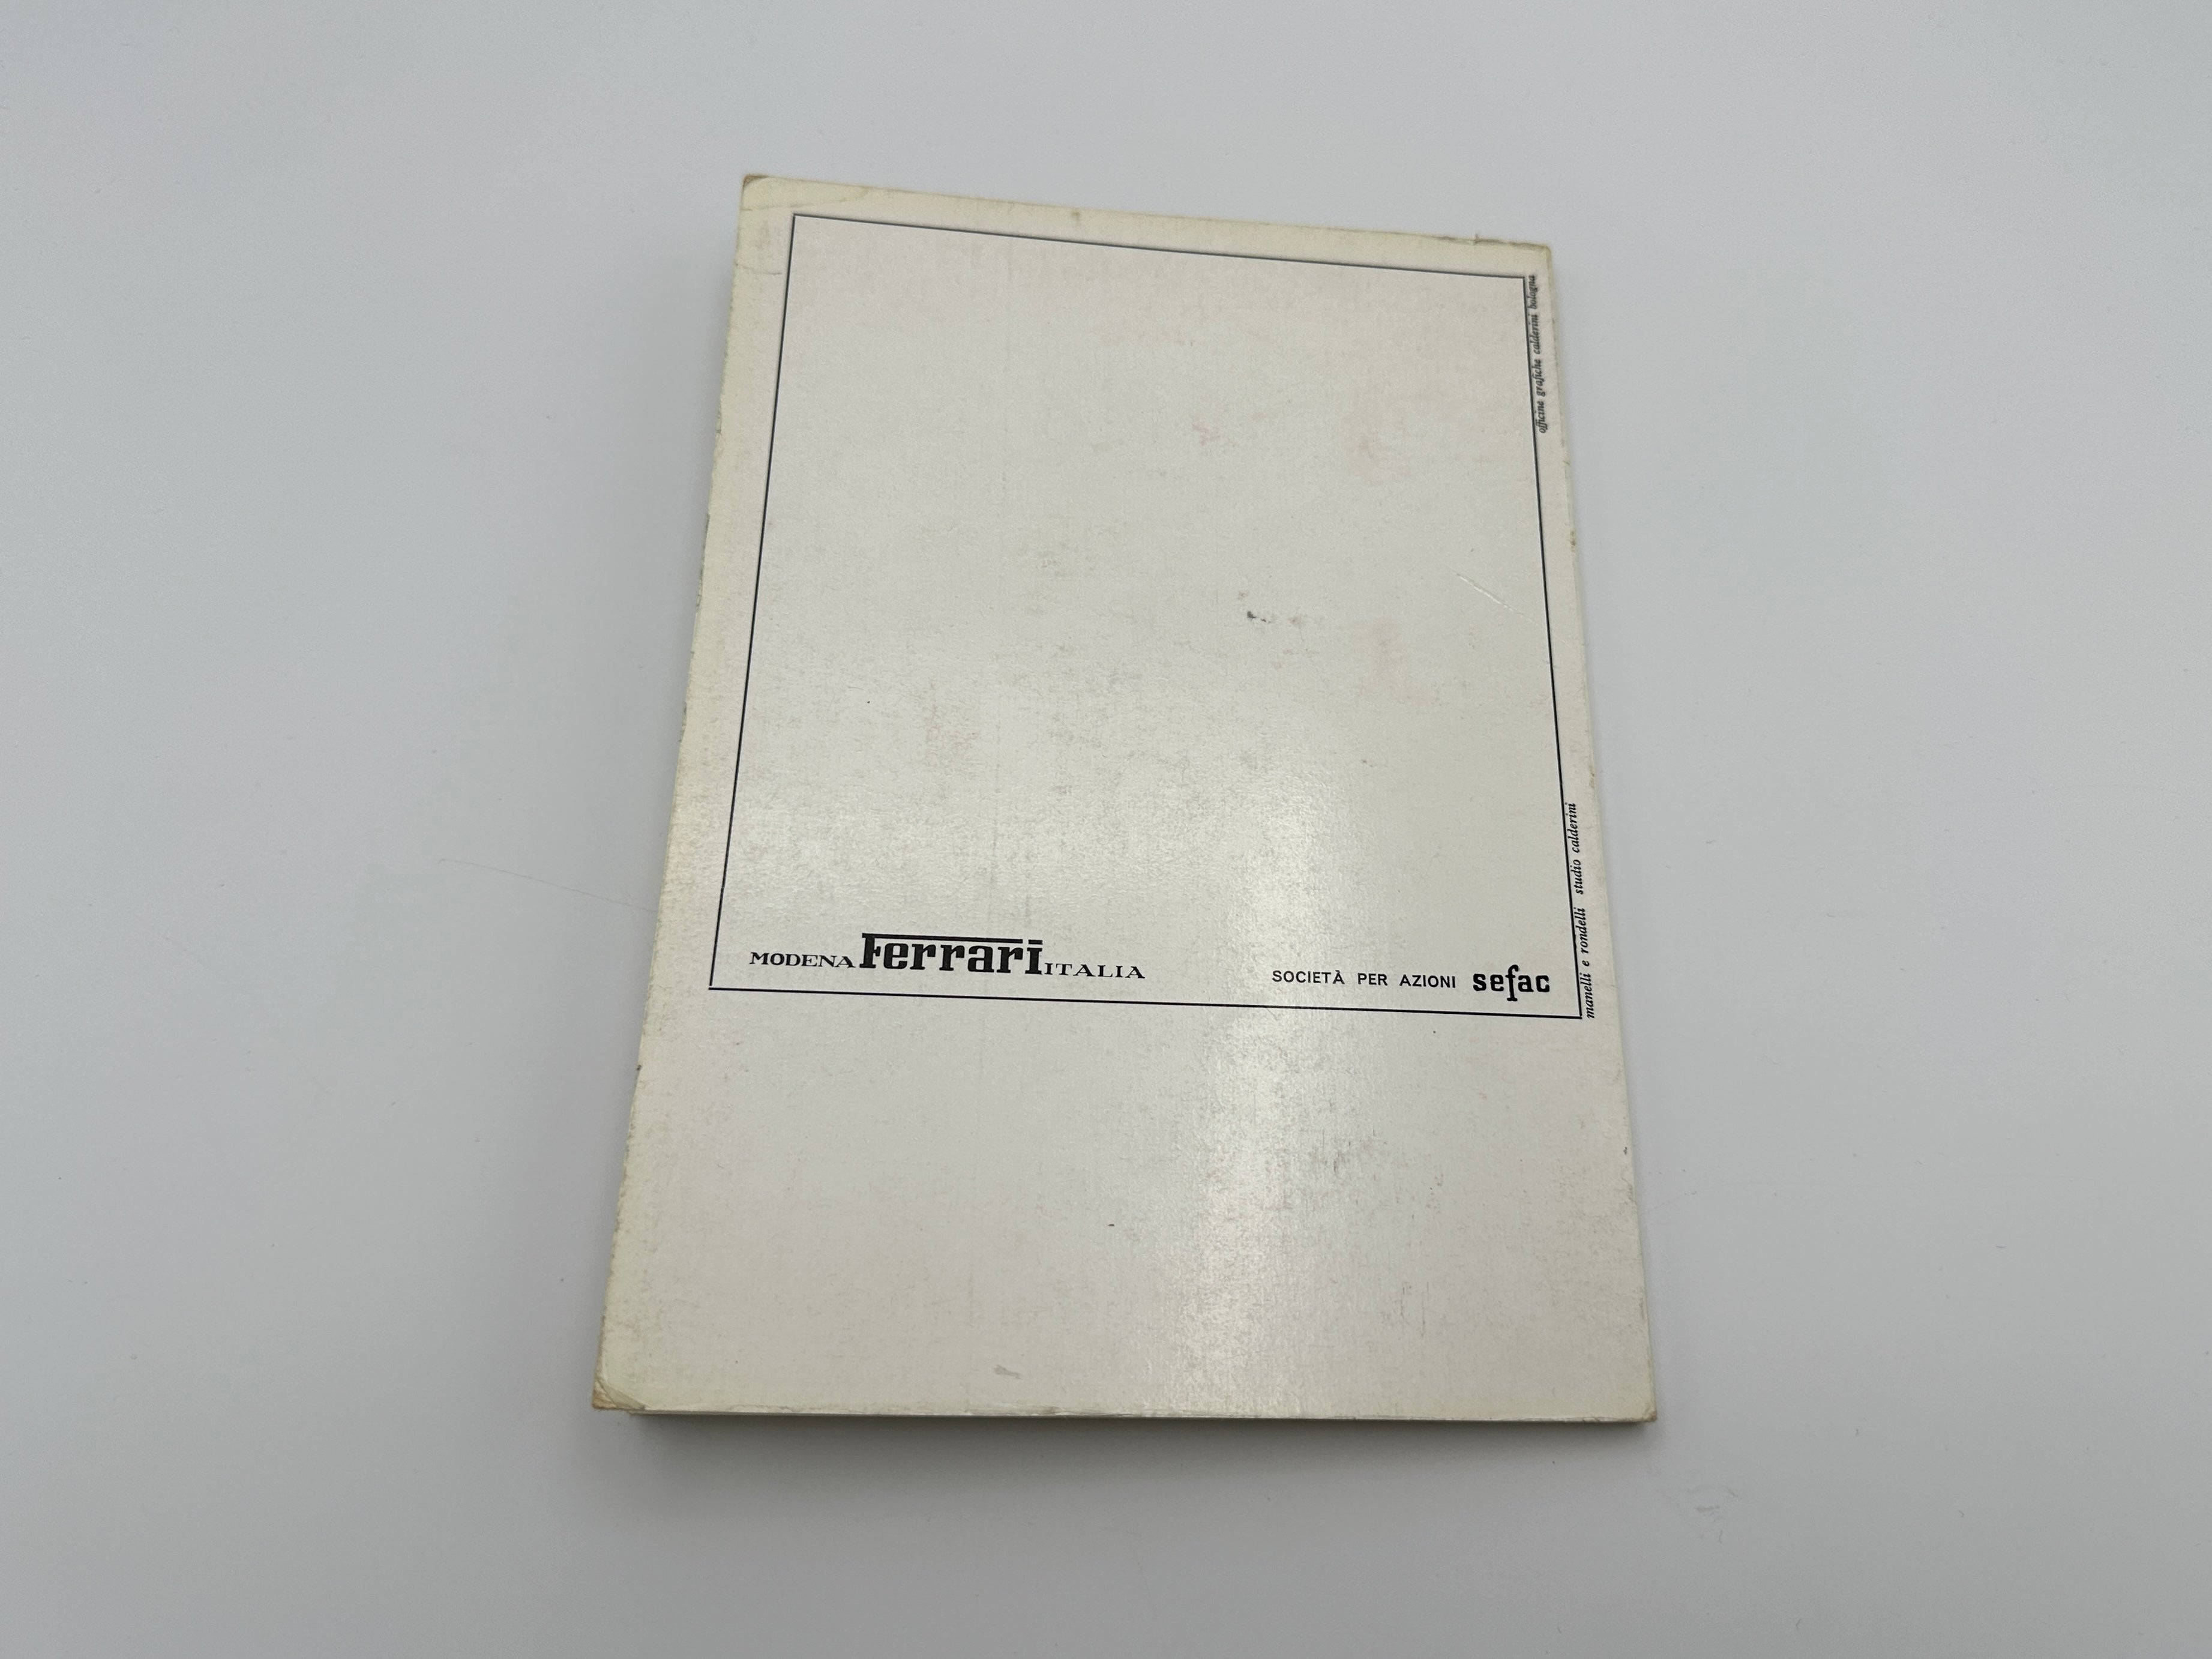 officine grafiche calderini bologna
manelli e rondelli studio calderini
MODENA Ferrari ITALIA
SOCIETÀ PER AZIONI sefac